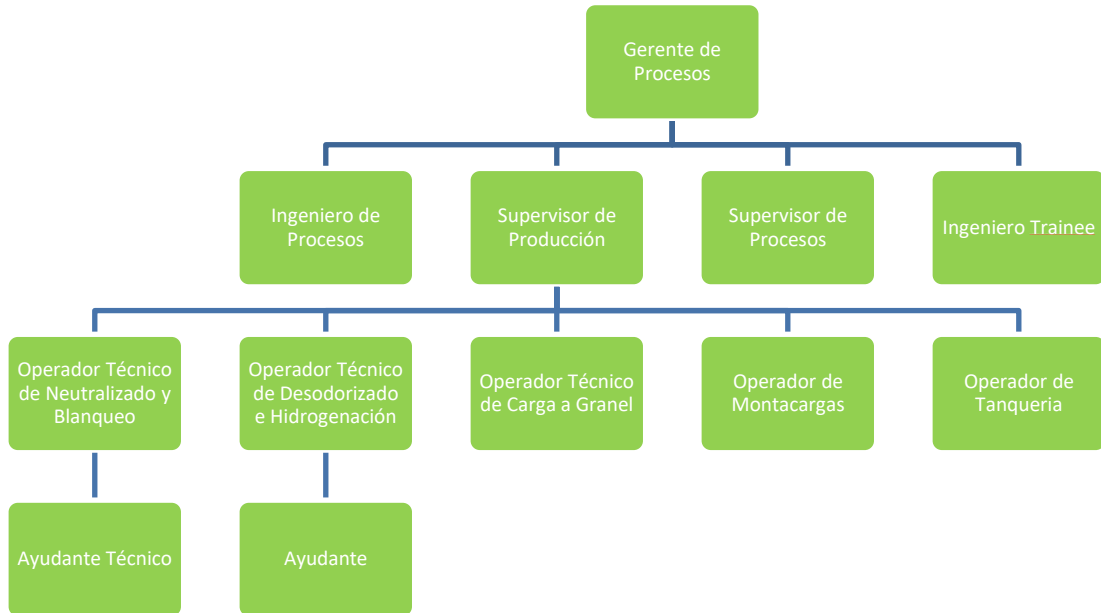 Gerente de
Procesos
Ingeniero de
Procesos
Supervisor de
Producción
Supervisor de
Procesos
Ingeniero Trainee
Operador Técnico
de Neutralizado y
Blanqueo
Operador Técnico
de Desodorizado
e Hidrogenación
Operador Técnico
de Carga a Granel
Operador de
Montacargas
Operador de
Tanqueria
Ayudante Técnico
Ayudante